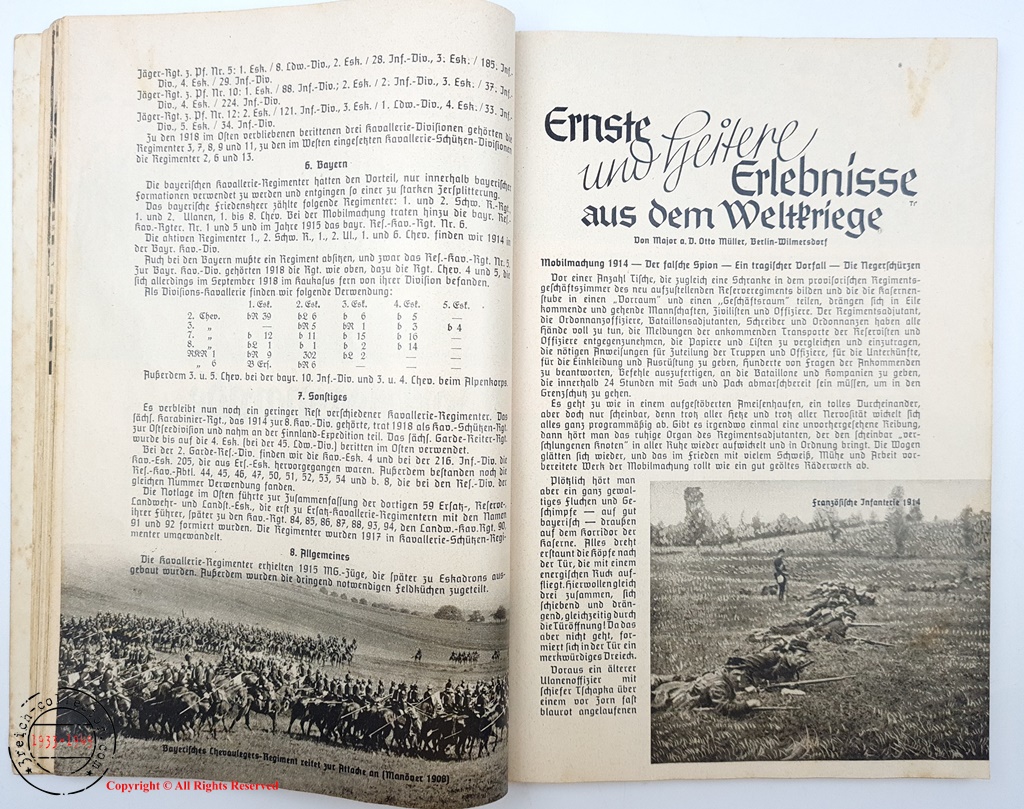 Jäger-Rgt. z. Pf. Nr. 5: 1. Esk. / 8. Ldw.-Div., 2. Esk. / 28. Inf.-Div., 3. Esk. / 185. Inf.-
Div., 4. Esk. / 29. Inf.-Div.
Jäger-Rgt. z. Pf. Nr. 10: 1. Esk. / 88. Inf.-Div.; 2. Esk. / 2. Inf.-Div., 3. Esk. / 37. Inf.-
Div., 4. Esk. / 224. Inf.-Div.
Jäger-Rgt. z. Pf. Nr. 12: 2. Esk. / 121. Inf.-Div., 3. Esk. / 1. Ldw.-Div., 4. Esk. / 33. Inf.-
Div., 5. Esk. / 34. Inf.-Div.
Zu den 1918 im Osten verbliebenen berittenen drei Kavallerie-Divisionen gehörten die
Regimenter 3, 7, 8, 9 und 11, zu den im Westen eingesetzten Kavallerie-Schützen-Divisionen
die Regimenter 2, 6 und 13.
6. Bayern
Die bayerischen Kavallerie-Regimenter hatten den Vorteil, nur innerhalb bayerischer
Formationen verwendet zu werden und entgingen so einer zu starken Zersplitterung.
Das bayerische Friedensheer zählte folgende Regimenter: 1. und 2. Schw. R.-Rgt.,
1. und 2. Ulanen, 1. bis 8. Chev. Bei der Mobilmachung traten hinzu die bayr. Res.-
Kav.-Rgter. Nr. 1 und 5 und im Jahre 1915 das bayr. Res.-Kav.-Rgt. Nr. 6.
Die aktiven Regimenter 1., 2. Schw. R., 1., 2. Ul., 1. und 6. Chev. finden wir 1914 in
der Bayr. Kav.-Div.
Auch bei den Bayern mußte ein Regiment absitzen, und zwar das Res.-Kav.-Rgt. Nr. 5.
Zur Bayr. Kav.-Div. gehörten 1918 die Rgt. wie oben, dazu die Rgt. Chev. 4 und 5, die
sich allerdings im September 1918 im Kaukasus fern von ihrer Division befanden.
Als Divisions-Kavallerie finden wir folgende Verwendung:
1. Esk. 2. Esk. 3. Esk. 4. Esk. 5. Esk.
2. Chev. bR 39 bL 6 b 6 b 5 —
3. „ — bR 5 bR 1 b 3 b 4
7. „ b 12 b 11 b 15 b 16 —
8. „ bL 1 b 1 b 2 b 14 —
RKR 1 bR 9 302 bL 2 — —
„ 6 B Ers. bR 6 — — —
Außerdem 3. u. 5. Chev. bei der bayr. 10. Inf.-Div. und 3. u. 4. Chev. beim Alpenkorps.
7. Sonstiges
Es verbleibt nun noch ein geringer Rest verschiedener Kavallerie-Regimenter. Das
sächs. Karabinier-Rgt., das 1914 zur 8. Kav.-Div. gehörte, trat 1918 als Kav.-Schützen-Rgt.
zur Ostseedivision und nahm an der Finnland-Expedition teil. Das sächs. Garde-Reiter-Rgt.
wurde bis auf die 4. Esk. (bei der 45. Ldw.-Div.) beritten im Osten verwendet.
Bei der 2. Garde-Res.-Div. finden wir die Kav.-Esk. 4 und bei der 216. Inf.-Div. die
Kav.-Esk. 205, die aus Ers.-Esk. hervorgegangen waren. Außerdem bestanden noch die
Res.-Kav.-Abtl. 44, 45, 46, 47, 50, 51, 52, 53, 54 und b. 8, die bei den Res.-Div. der
gleichen Nummer Verwendung fanden.
Die Notlage im Osten führte zur Zusammenfassung der dortigen 59 Ersatz-, Reserve-,
Landwehr- und Landst.-Esk., die erst zu Ersatz-Kavallerie-Regimentern mit den Namen
ihrer Führer, später zu den Kav.-Rgt. 84, 85, 86, 87, 88, 93, 94, den Landw.-Kav.-Rgt. 90,
91 und 92 formiert wurden. Die Regimenter wurden 1917 in Kavallerie-Schützen-Regi-
menter umgewandelt.
8. Allgemeines
Die Kavallerie-Regimenter erhielten 1915 MG.-Züge, die später zu Eskadrons aus-
gebaut wurden. Außerdem wurden die dringend notwendigen Feldküchen zugeteilt.
Bayerisches Chevaulegers-Regiment reitet zur Attacke an (Manöver 1908)
Ernste
und heitere
Erlebnisse
aus dem Weltkriege
Von Major a. D. Otto Müller, Berlin-Wilmersdorf
Mobilmachung 1914 — Der falsche Spion — Ein tragischer Vorfall — Die Negerschürzen
Vor einer Anzahl Tische, die zugleich eine Schranke in dem provisorischen Regiments-
geschäftszimmer des neu aufzustellenden Reserveregiments bilden und die die Kasernen-
stube in einen „Vorraum" und einen „Geschäftsraum" teilen, drängen sich in Eile
kommende und gehende Mannschaften, Zivilisten und Offiziere. Der Regimentsadjutant,
die Ordonnanzoffiziere, Bataillonsadjutanten, Schreiber und Ordonnanzen haben alle
Hände voll zu tun, die Meldungen der ankommenden Transporte der Reservisten und
Offiziere entgegenzunehmen, die Papiere und Listen zu vergleichen und einzutragen,
die nötigen Anweisungen für Zuteilung der Truppen und Offiziere, für die Unterkünfte,
für die Einkleidung und Ausrüstung zu geben, Hunderte von Fragen der Ankommenden
zu beantworten, Befehle auszufertigen, an die Bataillone und Kompanien zu geben,
die innerhalb 24 Stunden mit Sack und Pack abmarschbereit sein müssen, um in den
Grenzschutz zu gehen.
Es geht zu wie in einem aufgestöberten Ameisenhaufen, ein tolles Durcheinander,
aber doch nur scheinbar, denn trotz aller Hetze und trotz aller Nervosität wickelt sich
alles ganz programmäßig ab. Gibt es irgendwo einmal eine unvorhergesehene Reibung,
dann hört man das ruhige Organ des Regimentsadjutanten, der den scheinbar „ver-
schlungenen Knoten" in aller Ruhe wieder aufwickelt und in Ordnung bringt. Die Wogen
glätten sich wieder, und das im Frieden mit vielem Schweiß, Mühe und Arbeit vor-
bereitete Werk der Mobilmachung rollt wie ein gut geöltes Räderwerk ab.
Plötzlich hört man
aber ein ganz gewal-
tiges Fluchen und Ge-
schimpfe — auf gut
bayerisch — draußen
auf dem Korridor der
Kaserne. Alles dreht
erstaunt die Köpfe nach
der Tür, die mit einem
energischen Ruck auf-
fliegt. Hier wollen gleich
drei zusammen, sich
schiebend und drän-
gend, gleichzeitig durch
die Türöffnung! Da das
aber nicht geht, for-
miert sich in der Tür ein
merkwürdiges Dreieck.
Voraus ein älterer
Ulanenoffizier mit
schiefer Tschapka über
einem vor Zorn fast
blaurot angelaufenen
Französische Infanterie 1914
1933-1945
Copyright © All Rights Reserved